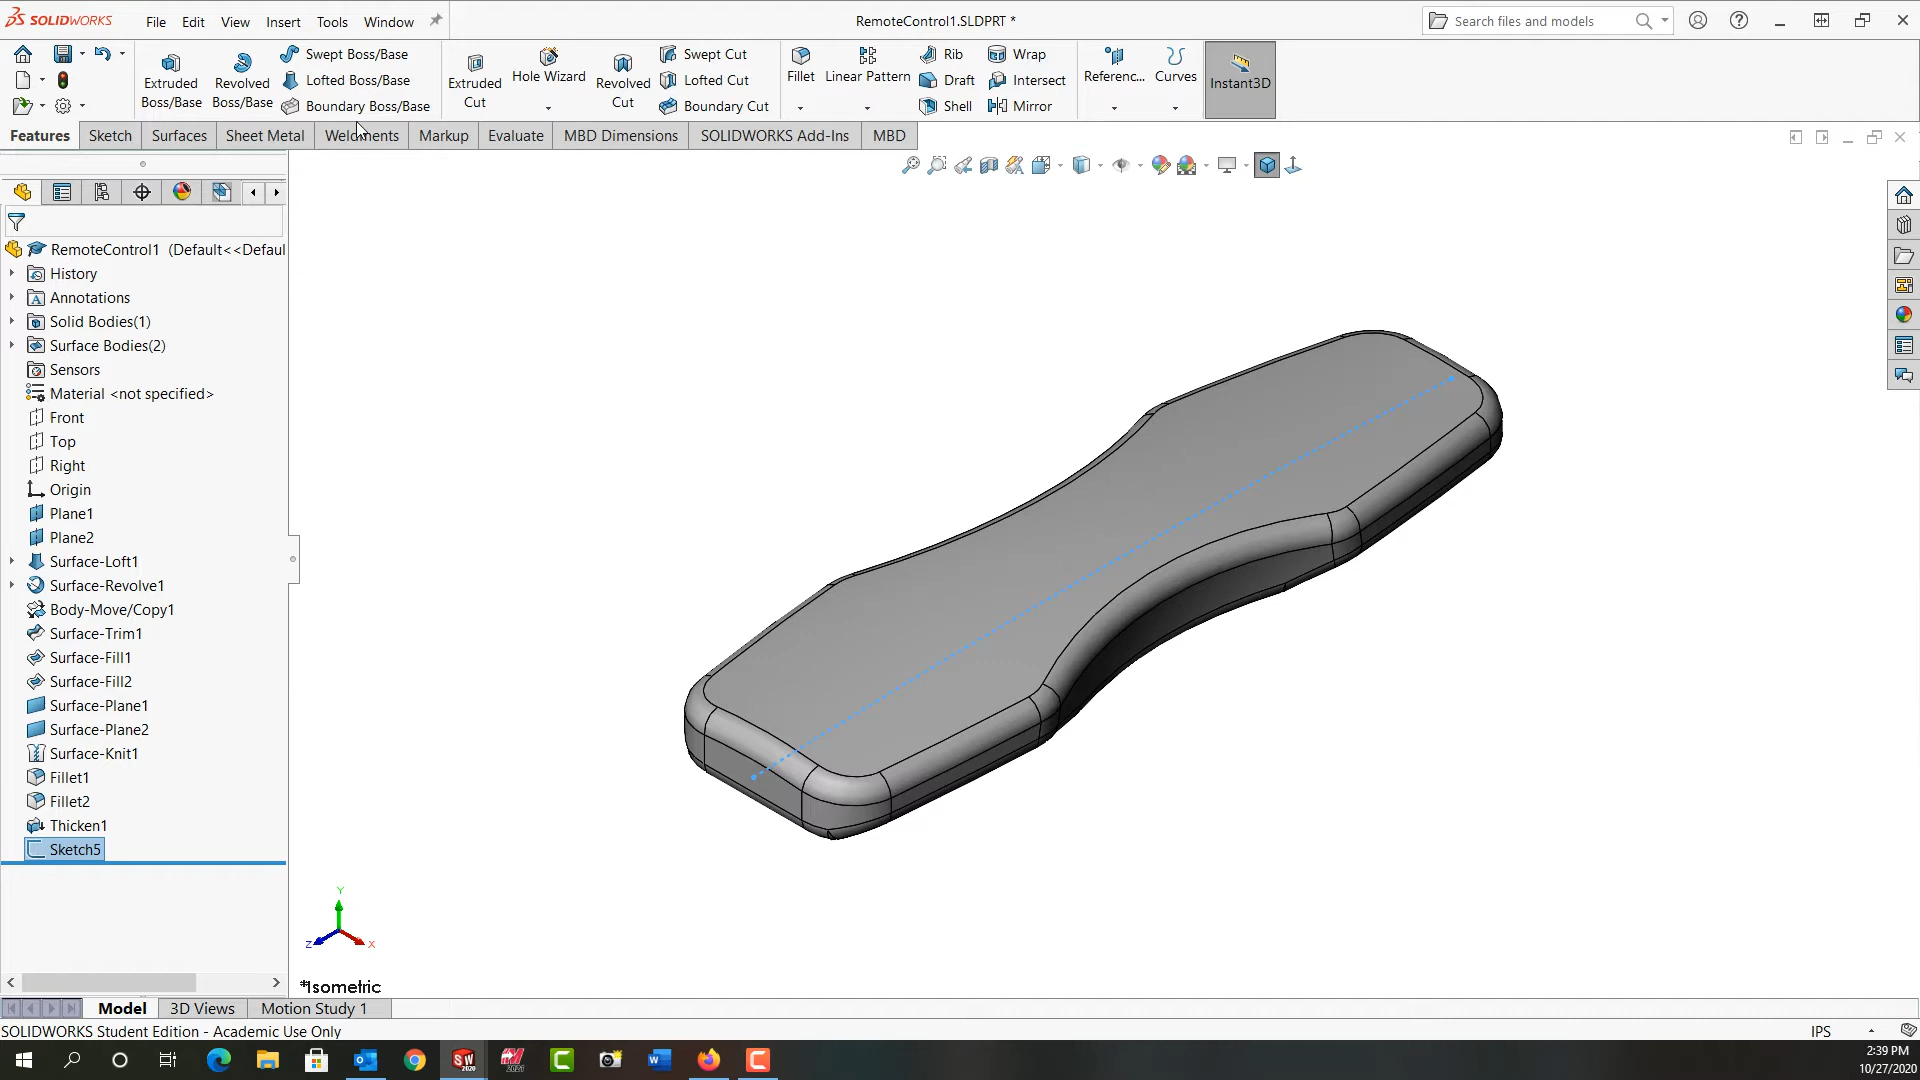 SOLIDWORKS File Edit View Insert Tools Window RemoteControl1.SLDPRT * Search files and models
Extruded Boss/Base Revolved Boss/Base Swept Boss/Base Lofted Boss/Base Boundary Boss/Base Extruded Cut Hole Wizard Revolved Cut Swept Cut Lofted Cut Boundary Cut Fillet Linear Pattern Rib Draft Shell Wrap Intersect Mirror Referenc... Curves Instant3D
Features Sketch Surfaces Sheet Metal Weldments Markup Evaluate MBD Dimensions SOLIDWORKS Add-Ins MBD
RemoteControl1 (Default<<Defaul
History
Annotations
Solid Bodies(1)
Surface Bodies(2)
Sensors
Material <not specified>
Front
Top
Right
Origin
Plane1
Plane2
Surface-Loft1
Surface-Revolve1
Body-Move/Copy1
Surface-Trim1
Surface-Fill1
Surface-Fill2
Surface-Plane1
Surface-Plane2
Surface-Knit1
Fillet1
Fillet2
Thicken1
Sketch5
Y
Z X
*Isometric
Model 3D Views Motion Study 1
SOLIDWORKS Student Edition - Academic Use Only IPS
2:39 PM
10/27/2020